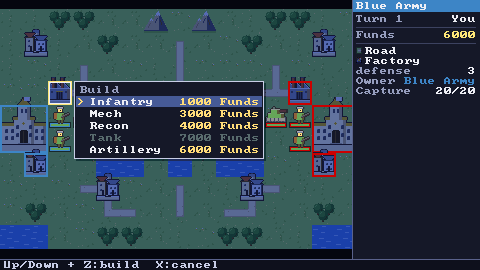 Blue Army
Turn 1 You
Funds 6000
Road
Factory
defense 3
Owner Blue Army
Capture 20/20
Build
> Infantry 1000 Funds
Mech 3000 Funds
Recon 4000 Funds
Tank 7000 Funds
Artillery 6000 Funds
Up/Down + Z:build X:cancel